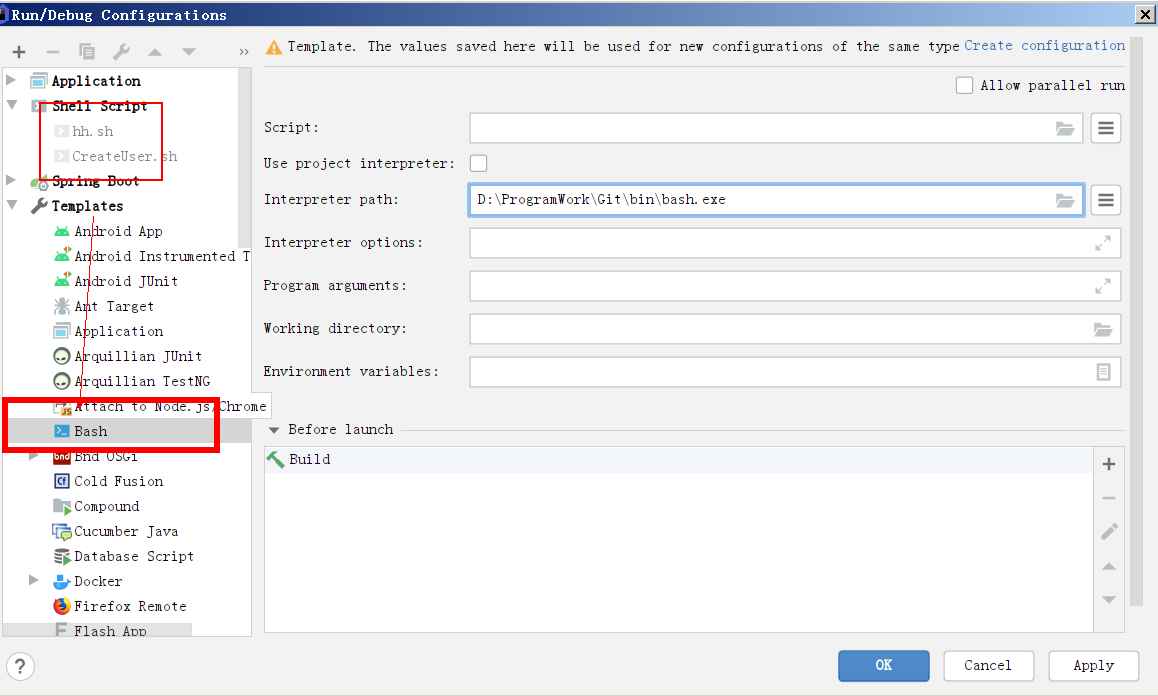 Run/Debug Configurations
Application
Shell Script
hh.sh
CreateUser.sh
Spring Boot
Templates
Android App
Android Instrumented T
Android JUnit
Ant Target
Application
Arquillian JUnit
Arquillian TestNG
Attach to Node.js/Chrome
Bash
Bnd OSGi
Cold Fusion
Compound
Cucumber Java
Database Script
Docker
Firefox Remote
Flash App
Template. The values saved here will be used for new configurations of the same type Create configuration
Allow parallel run
Script:
Use project interpreter:
Interpreter path: D:\ProgramWork\Git\bin\bash.exe
Interpreter options:
Program arguments:
Working directory:
Environment variables:
Before launch
Build
? OK Cancel Apply